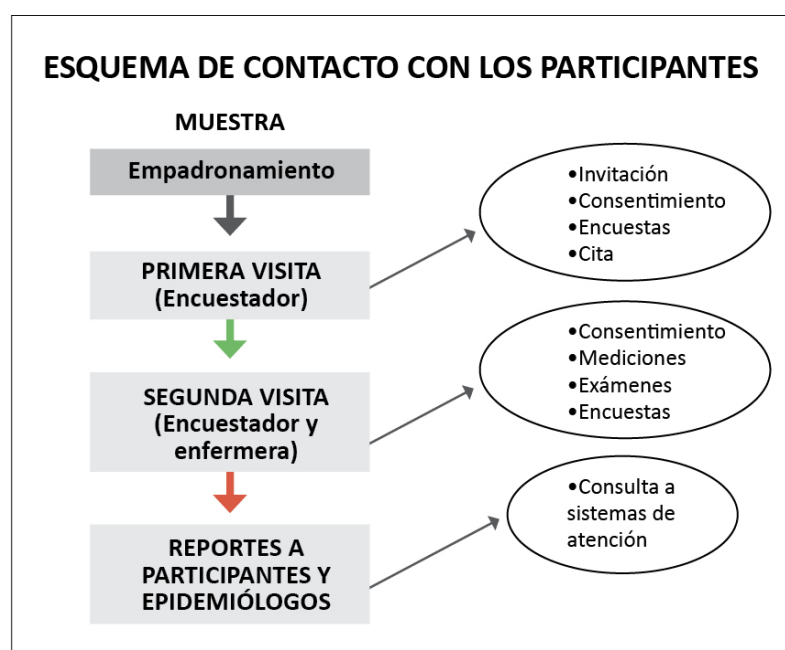 ESQUEMA DE CONTACTO CON LOS PARTICIPANTES
MUESTRA
Empadronamiento
•Invitación
•Consentimiento
•Encuestas
•Cita
PRIMERA VISITA
(Encuestador)
•Consentimiento
•Mediciones
•Exámenes
•Encuestas
SEGUNDA VISITA
(Encuestador y
enfermera)
•Consulta a
sistemas de
atención
REPORTES A
PARTICIPANTES Y
EPIDEMIÓLOGOS